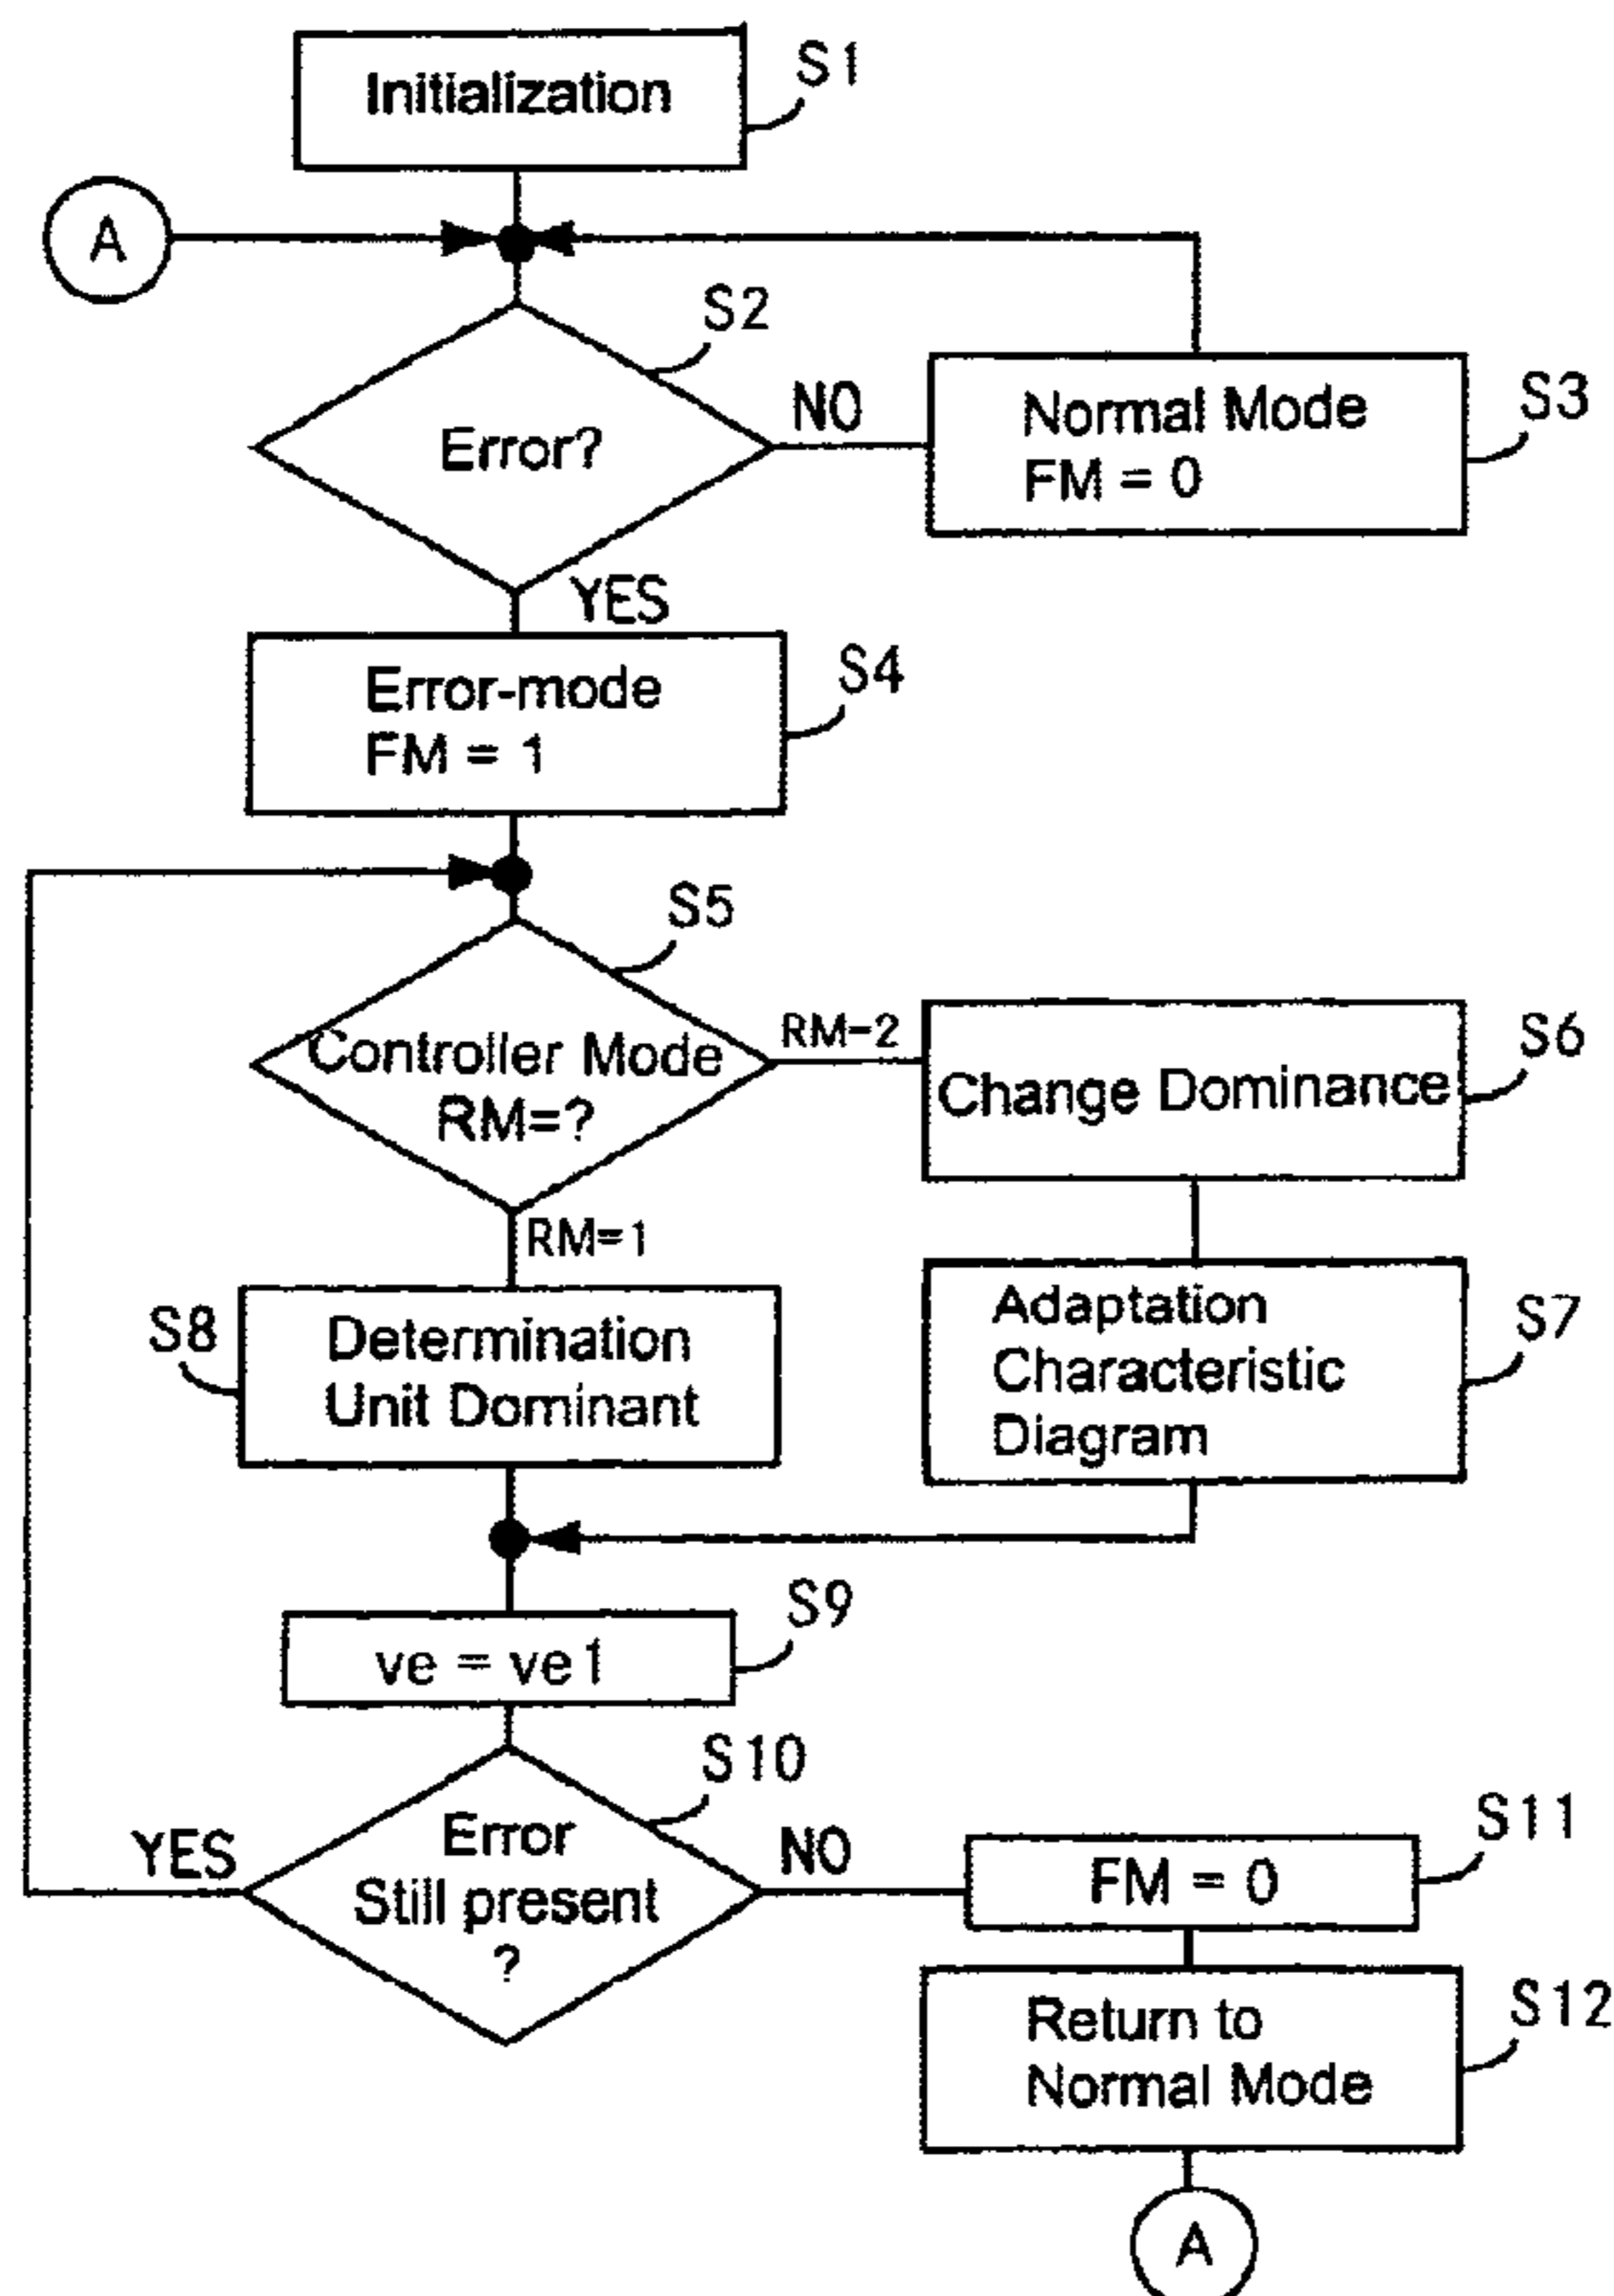 Initialization
S1
A
S2
Error?
NO
Normal Mode
FM = 0
S3
YES
Error-mode
FM = 1
S4
S5
Controller Mode
RM=?
RM=2
Change Dominance
S6
RM=1
S8
Determination
Unit Dominant
Adaptation
Characteristic
Diagram
S7
ve = ve1
S9
S10
Error
Still present
?
YES
NO
FM = 0
S11
Return to
Normal Mode
S12
A